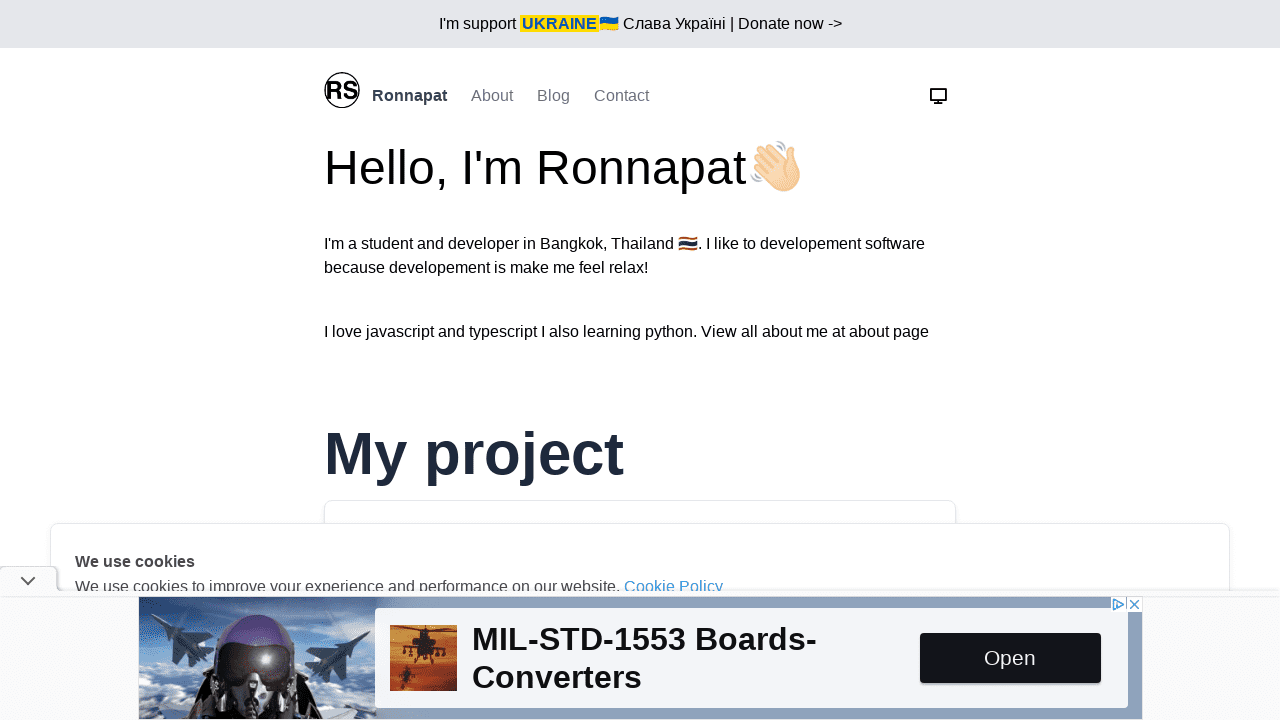 I'm support UKRAINE🇺🇦 Слава Україні | Donate now ->
RS Ronnapat About Blog Contact
Hello, I'm Ronnapat👋🏻
I'm a student and developer in Bangkok, Thailand 🇹🇭. I like to developement software
because developement is make me feel relax!
I love javascript and typescript I also learning python. View all about me at about page
My project
We use cookies
We use cookies to improve your experience and performance on our website. Cookie Policy
MIL-STD-1553 Boards-
Converters
Open